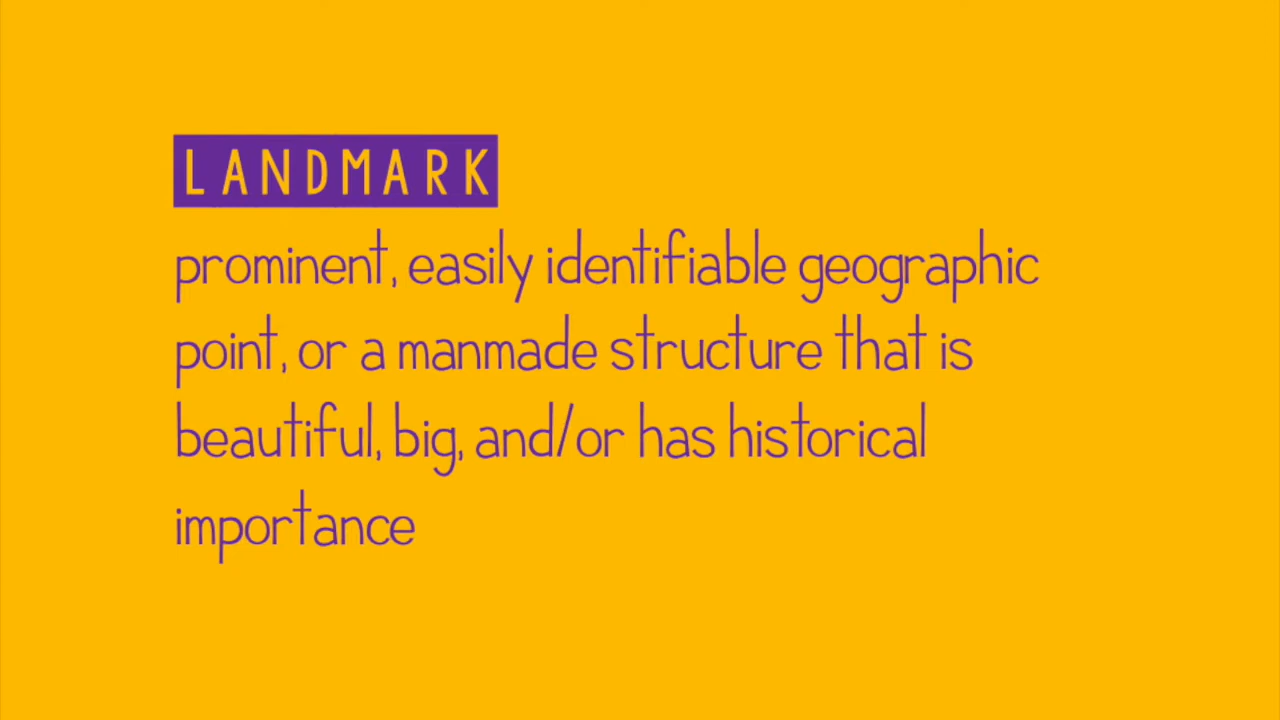 LANDMARK
prominent, easily identifiable geographic
point, or a manmade structure that is
beautiful, big, and/or has historical
importance